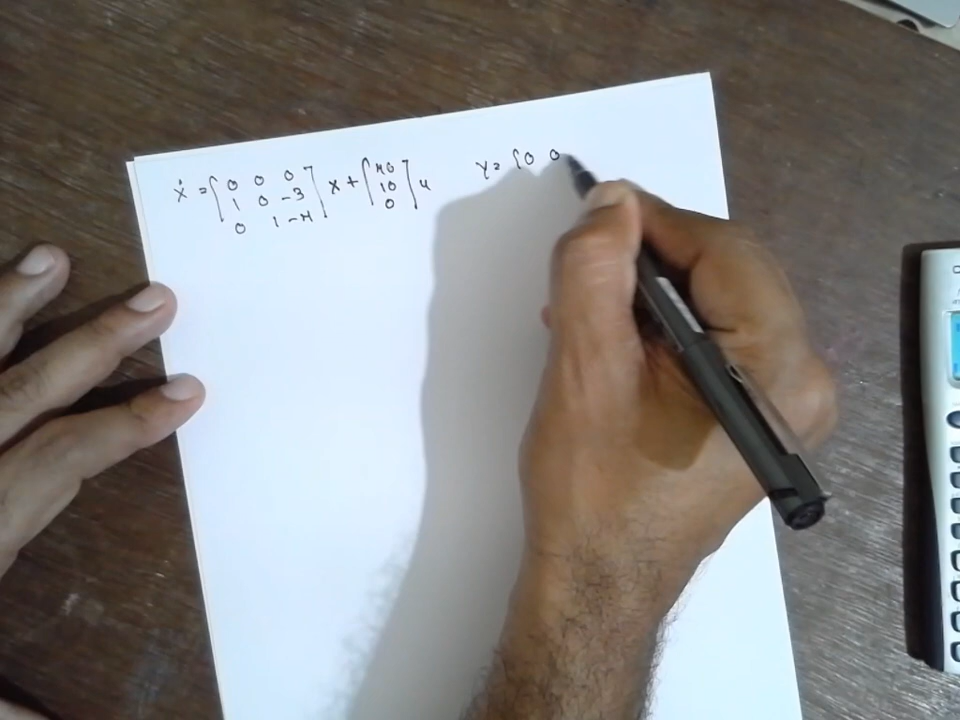 ẋ = [0 0 0 x + [40 u y = [0 0
1 0 -3 10
0 1 -4] 0]